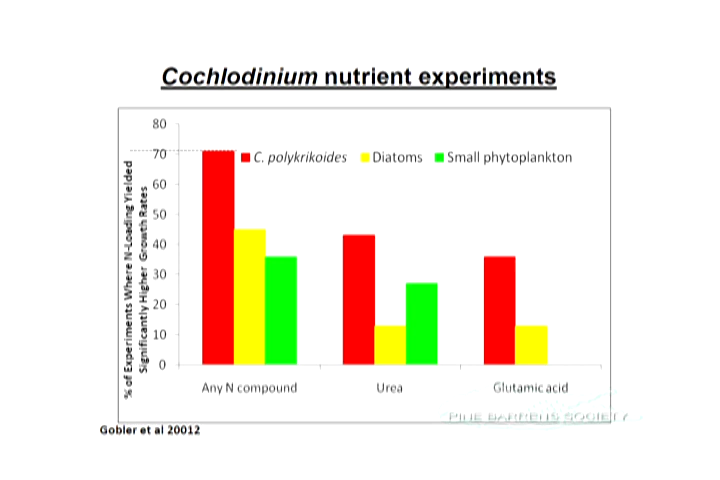 Cochlodinium nutrient experiments
80
70
60
50
40
30
20
10
0
% of Experiments Where N-Loading Yielded
Significantly Higher Growth Rates
C. polykrikoides Diatoms Small phytoplankton
Any N compound Urea Glutamic acid
PINE BARRENS SOCIETY
Gobler et al 20012